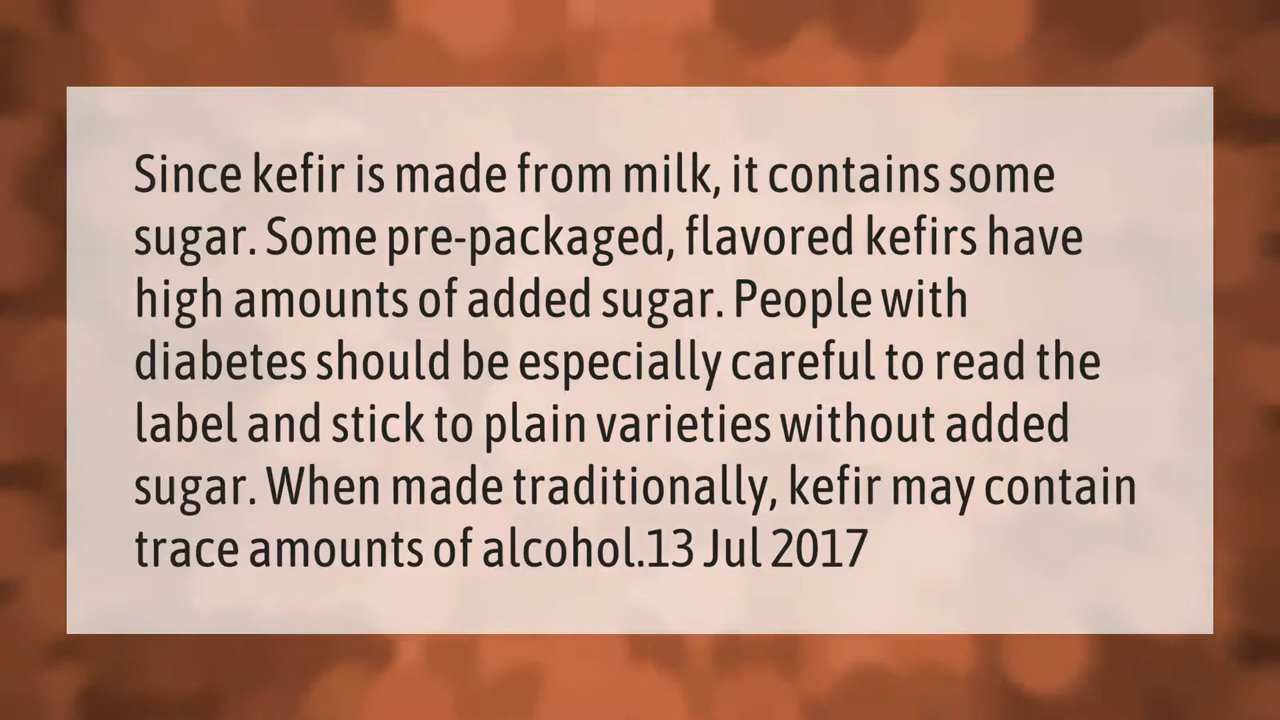 Since kefir is made from milk, it contains some
sugar. Some pre-packaged, flavored kefirs have
high amounts of added sugar. People with
diabetes should be especially careful to read the
label and stick to plain varieties without added
sugar. When made traditionally, kefir may contain
trace amounts of alcohol.13 Jul 2017